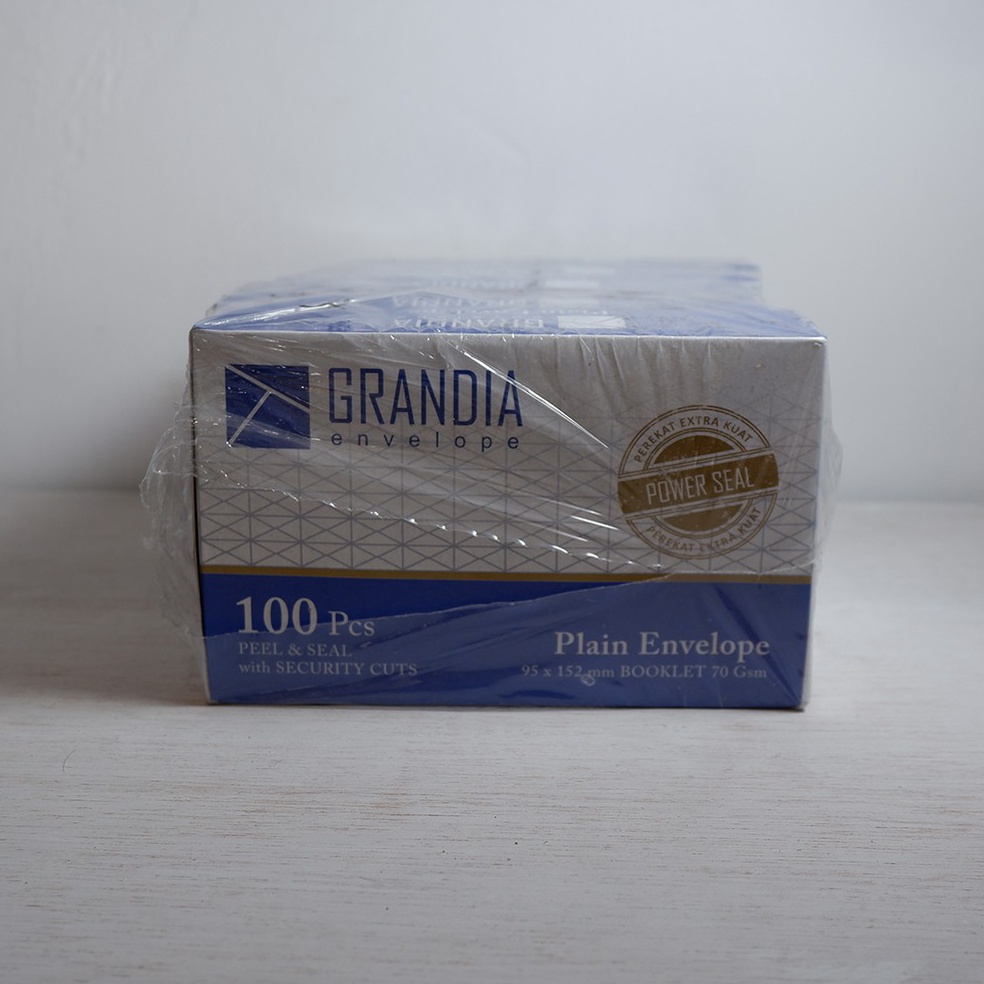 GRANDIA
envelope
PEREKAT EXTRA KUAT
POWER SEAL
PEREKAT EXTRA KUAT
100 Pcs
PEEL & SEAL
with SECURITY CUTS
Plain Envelope
95 x 152 mm BOOKLET 70 Gsm
GRANDIA